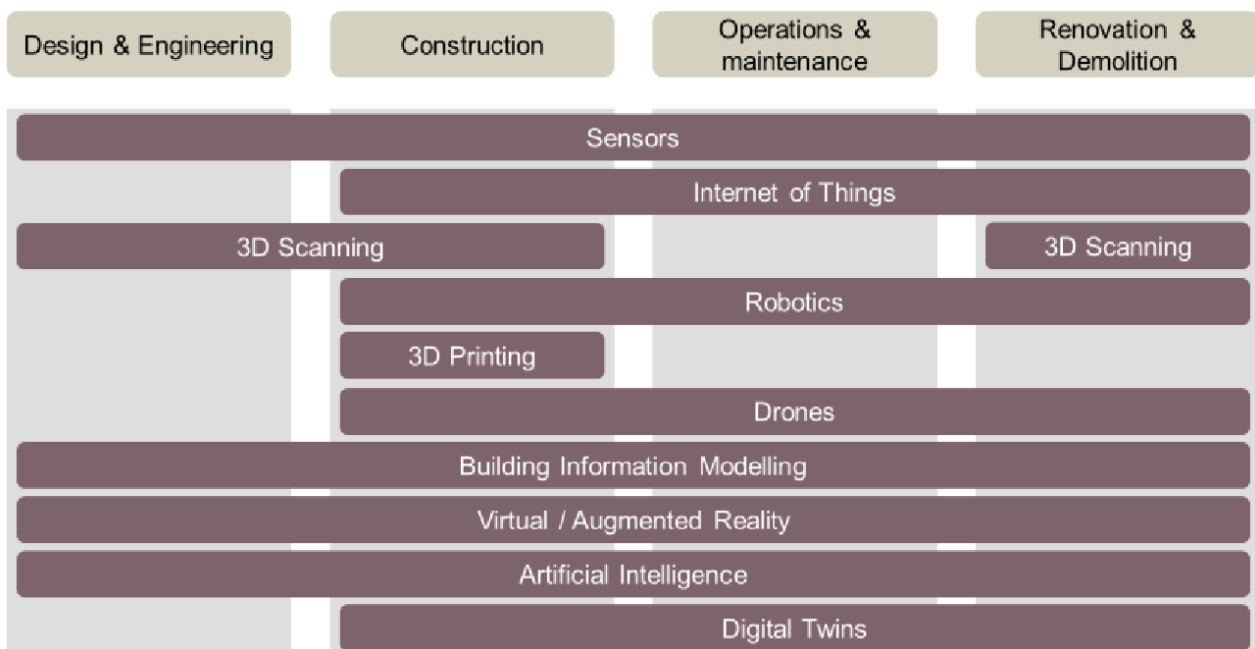 Design & Engineering
Construction
Operations &
maintenance
Renovation &
Demolition
Sensors
Internet of Things
3D Scanning
3D Scanning
Robotics
3D Printing
Drones
Building Information Modelling
Virtual / Augmented Reality
Artificial Intelligence
Digital Twins